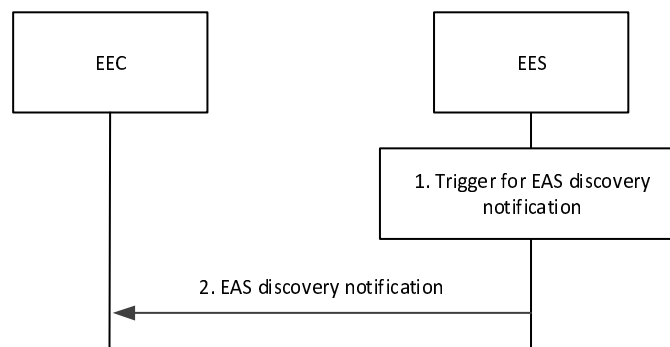 EEC
EES
1. Trigger for EAS discovery
notification
2. EAS discovery notification